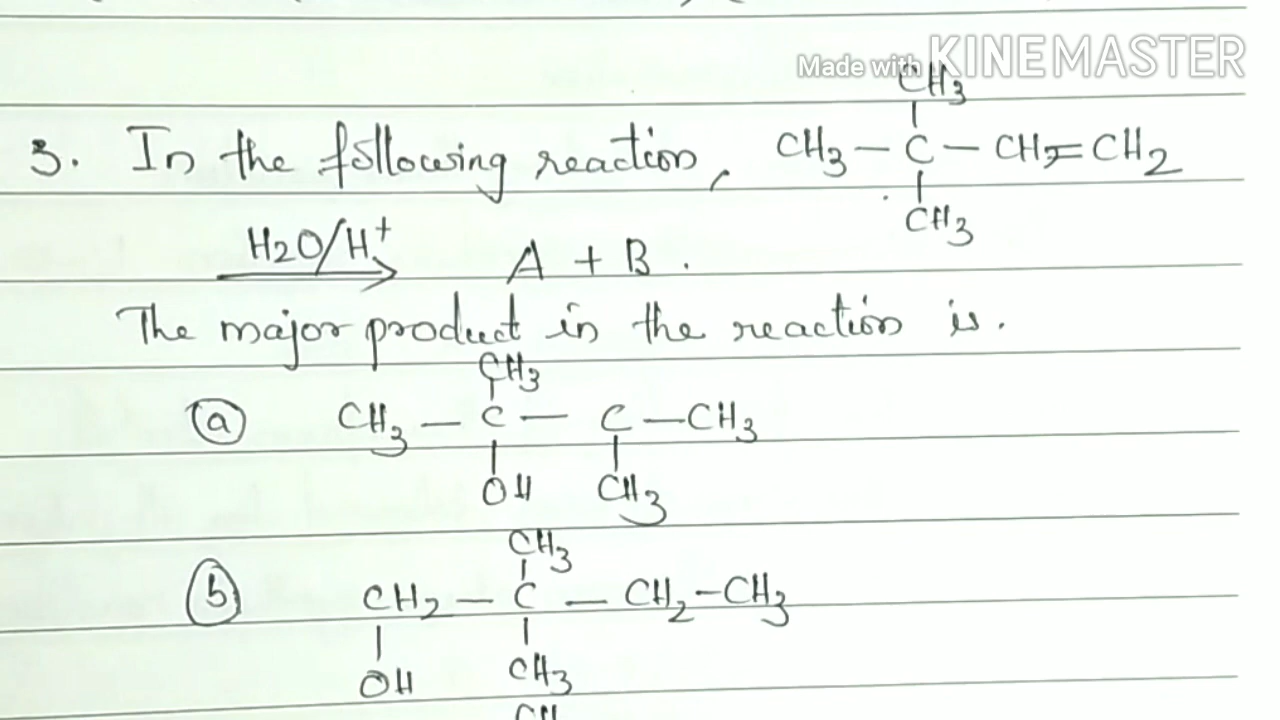 Made with KINEMASTER
CH3
3. In the following reaction, CH3 — C — CH=CH2
CH3
H2O/H+ A + B.
The major product in the reaction is.
CH3
(a) CH3 — C — C — CH3
OH CH3
CH3
(b) CH2 — C — CH2 — CH3
OH CH3